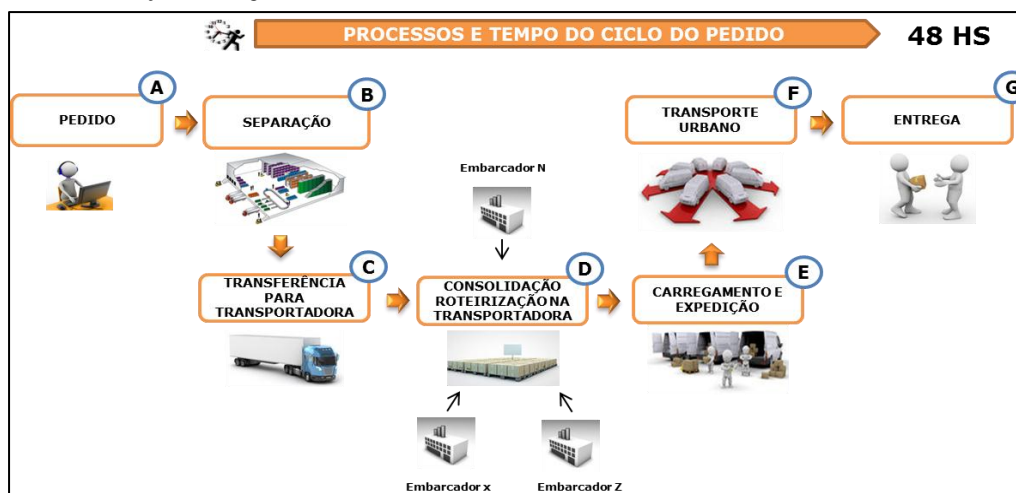 PROCESSOS E TEMPO DO CICLO DO PEDIDO
48 HS
A
PEDIDO
B
SEPARAÇÃO
F
TRANSPORTE
URBANO
G
ENTREGA
Embarcador N
C
TRANSFERÊNCIA
PARA
TRANSPORTADORA
D
CONSOLIDAÇÃO
ROTEIRIZAÇÃO NA
TRANSPORTADORA
E
CARREGAMENTO E
EXPEDIÇÃO
Embarcador x
Embarcador Z